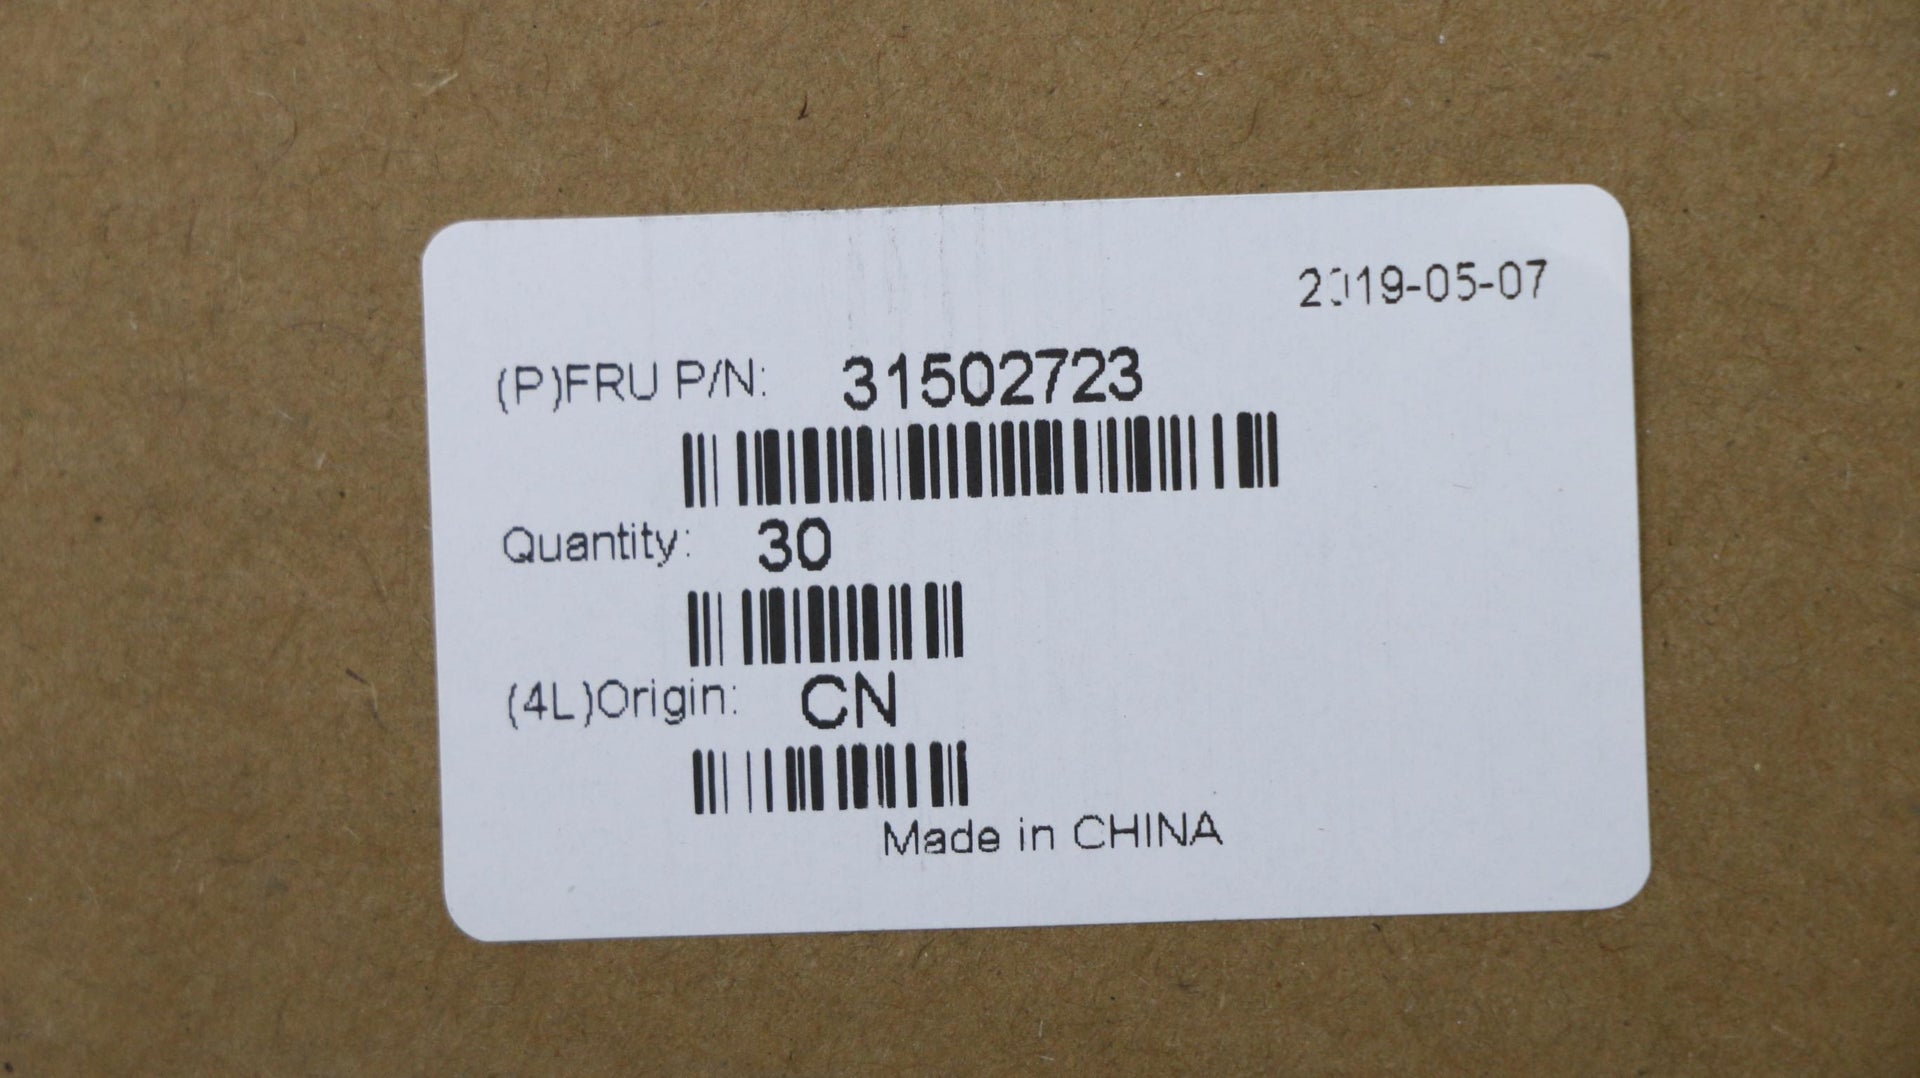 2019-05-07
(P)FRU P/N: 31502723
Quantity: 30
(4L)Origin: CN
Made in CHINA